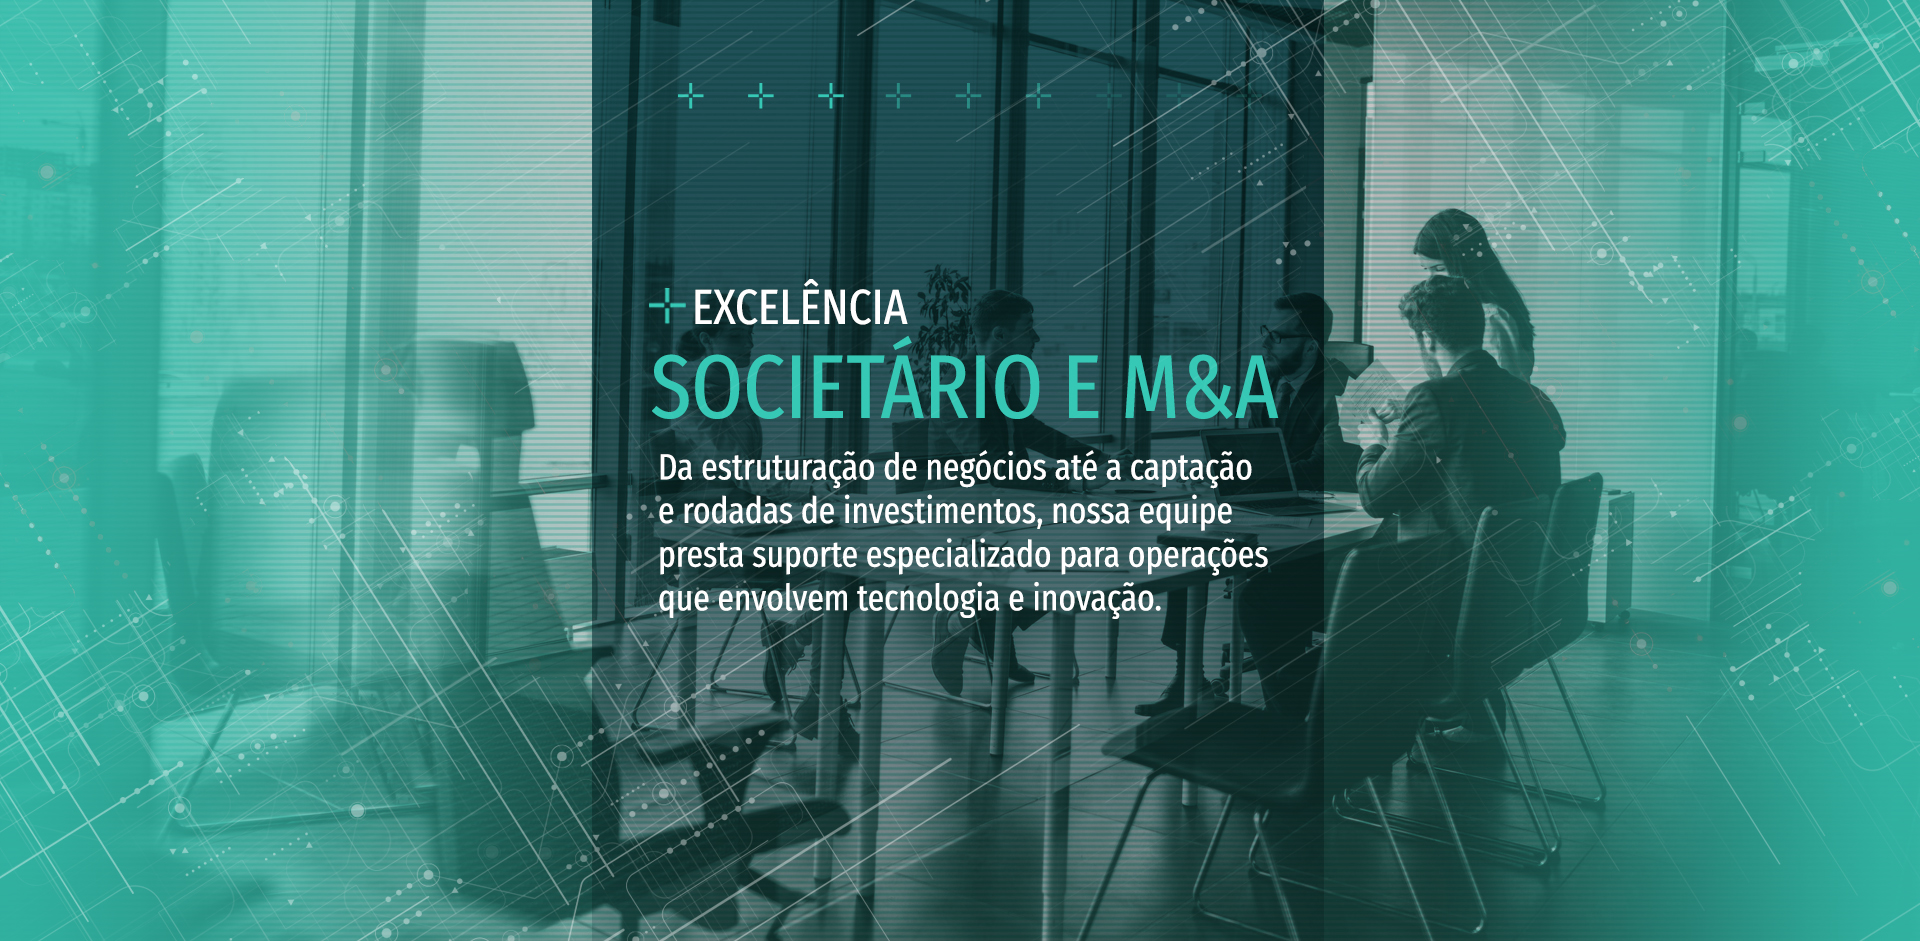 EXCELÊNCIA
SOCIETÁRIO E M&A
Da estruturação de negócios até a captação
e rodadas de investimentos, nossa equipe
presta suporte especializado para operações
que envolvem tecnologia e inovação.